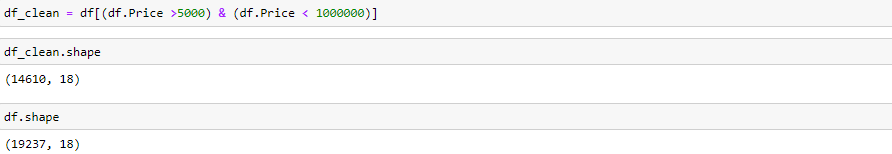 df_clean = df[(df.Price >5000) & (df.Price < 1000000)]
df_clean.shape
(14610, 18)
df.shape
(19237, 18)